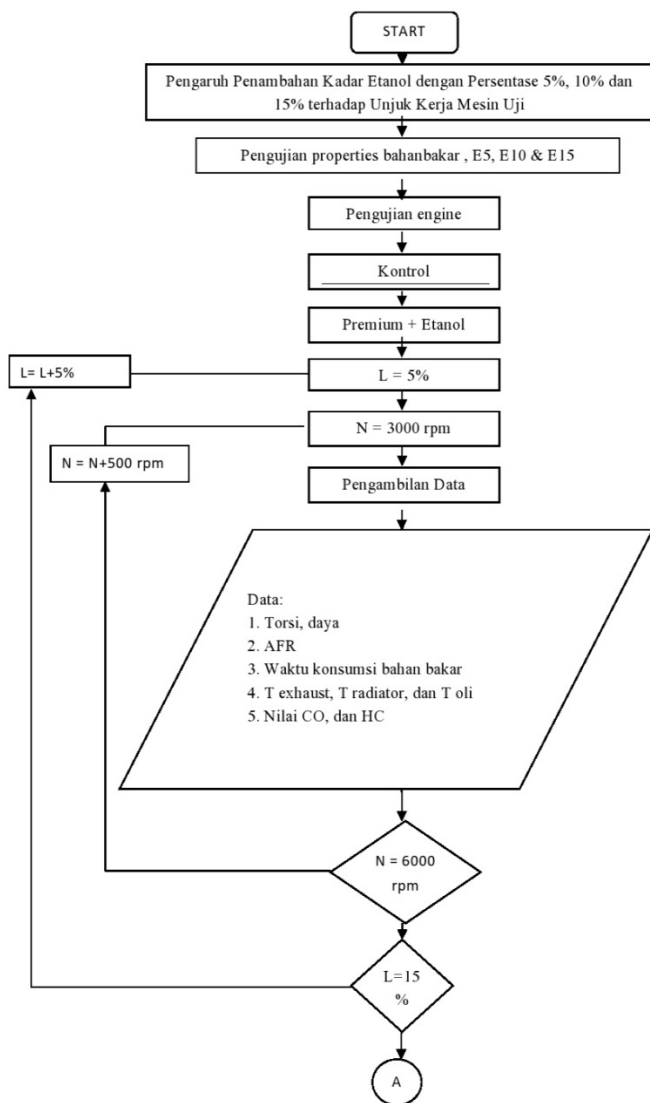 START
Pengaruh Penambahan Kadar Etanol dengan Persentase 5%, 10% dan
15% terhadap Unjuk Kerja Mesin Uji
Pengujian properties bahanbakar , E5, E10 & E15
Pengujian engine
Kontrol
Premium + Etanol
L= L+5%
L = 5%
N = 3000 rpm
N = N+500 rpm
Pengambilan Data
Data:
1. Torsi, daya
2. AFR
3. Waktu konsumsi bahan bakar
4. T exhaust, T radiator, dan T oli
5. Nilai CO, dan HC
N = 6000
rpm
L=15
%
A